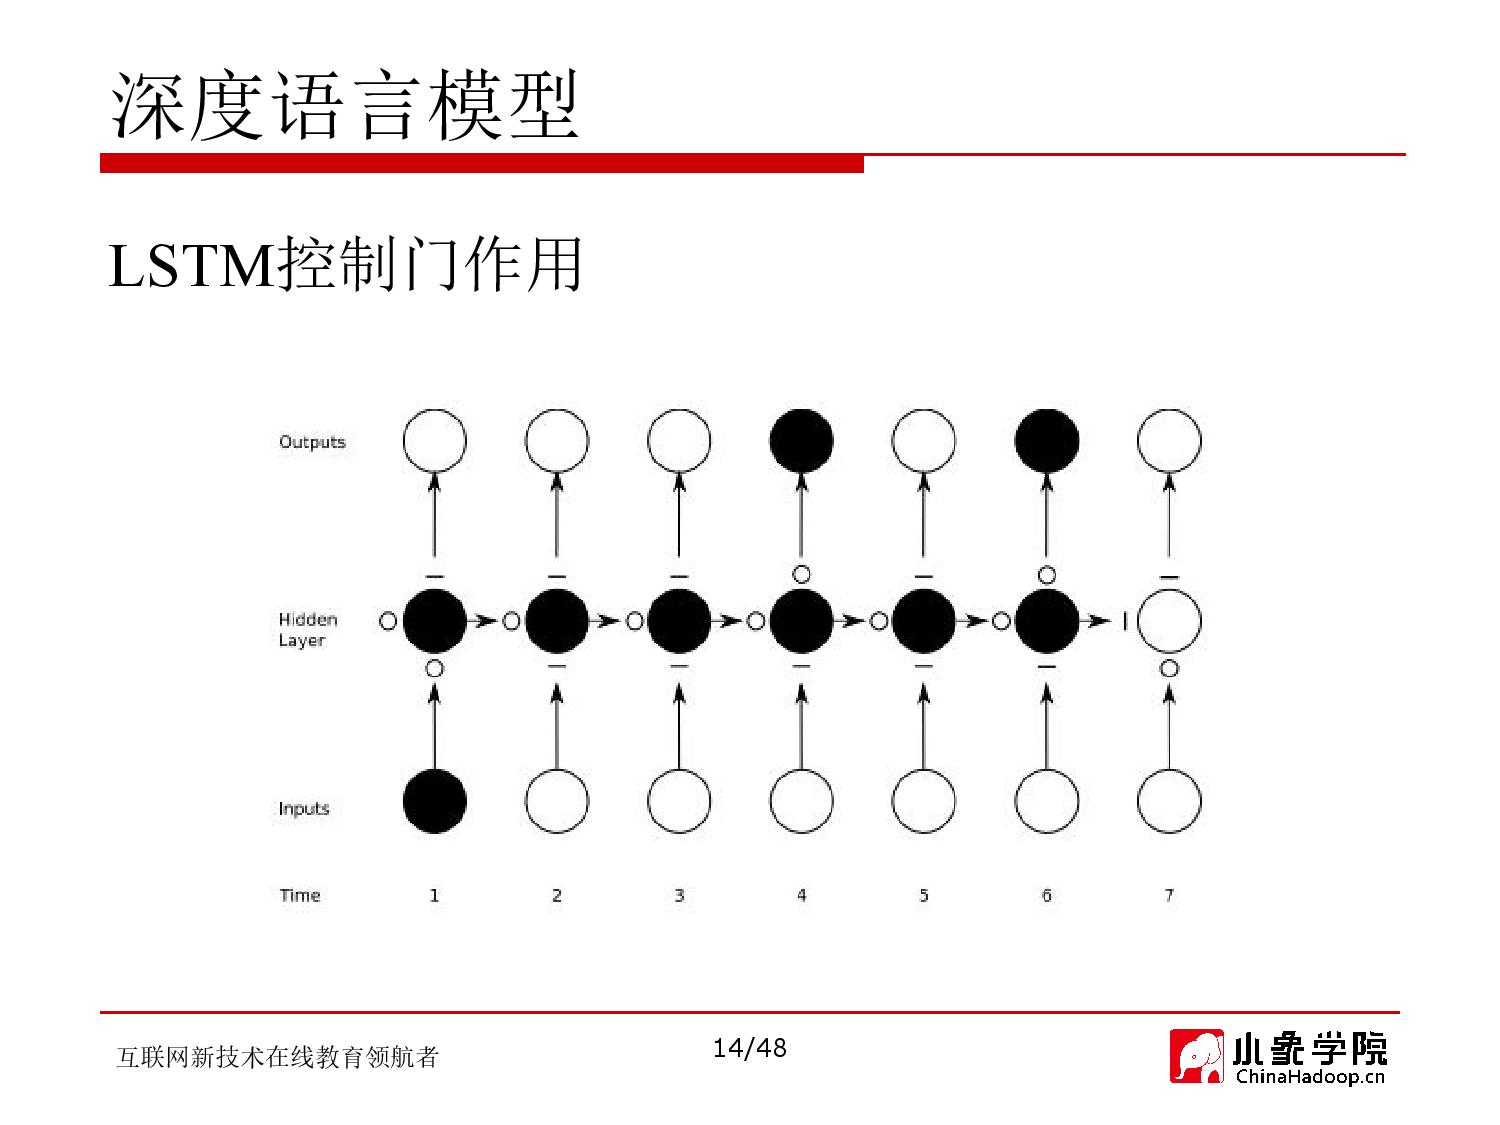 深度语言模型
LSTM控制门作用
Outputs
Hidden
Layer
Inputs
Time 1 2 3 4 5 6 7
互联网新技术在线教育领航者
14/48
小象学院
ChinaHadoop.cn